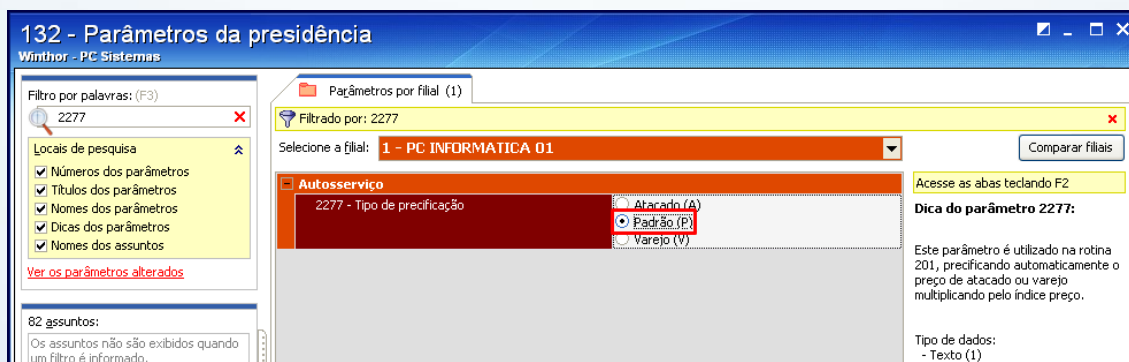 132 - Parâmetros da presidência
Winthor - PC Sistemas
Filtro por palavras: (F3)
2277
Locais de pesquisa
Números dos parâmetros
Títulos dos parâmetros
Nomes dos parâmetros
Dicas dos parâmetros
Nomes dos assuntos
Ver os parâmetros alterados
82 assuntos:
Os assuntos não são exibidos quando
um filtro é informado.
Parâmetros por filial (1)
Filtrado por: 2277
Selecione a filial: 1 - PC INFORMATICA 01
Comparar filiais
Autosserviço
2277 - Tipo de precificação
Atacado (A)
Padrão (P)
Varejo (V)
Acesse as abas teclando F2
Dica do parâmetro 2277:
Este parâmetro é utilizado na rotina
201, precificando automaticamente o
preço de atacado ou varejo
multiplicando pelo índice preço.
Tipo de dados:
- Texto (1)